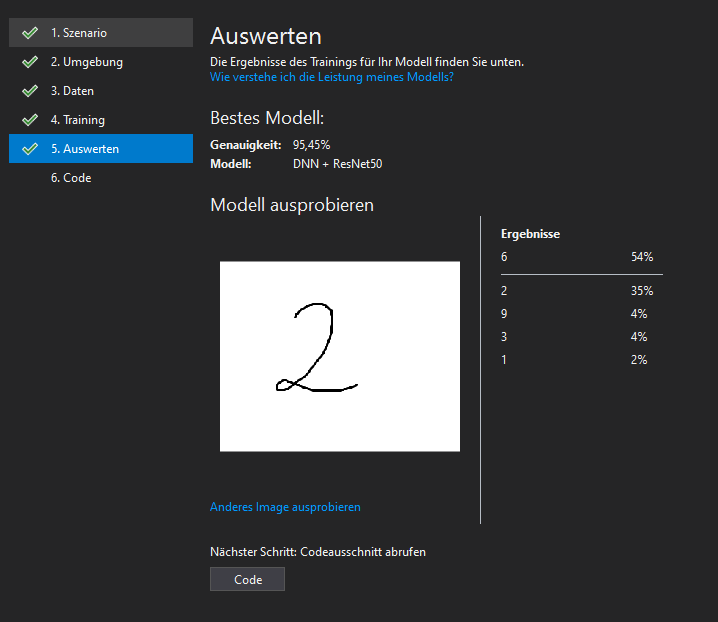 1. Szenario
2. Umgebung
3. Daten
4. Training
5. Auswerten
6. Code
Auswerten
Die Ergebnisse des Trainings für Ihr Modell finden Sie unten.
Wie verstehe ich die Leistung meines Modells?
Bestes Modell:
Genauigkeit: 95,45%
Modell: DNN + ResNet50
Modell ausprobieren
2
Anderes Image ausprobieren
Ergebnisse
6 54%
2 35%
9 4%
3 4%
1 2%
Nächster Schritt: Codeausschnitt abrufen
Code